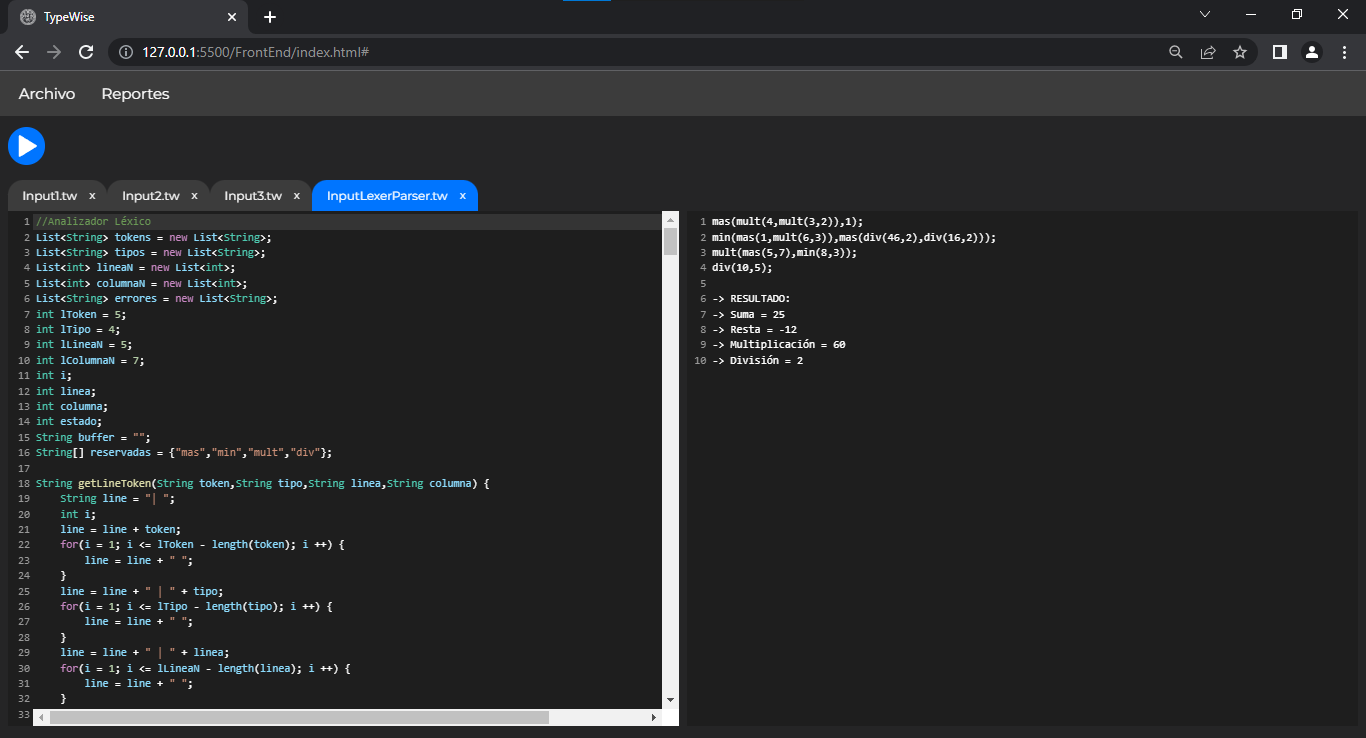 TypeWise
127.0.0.1:5500/FrontEnd/index.html#
Archivo Reportes
Input1.tw x Input2.tw x Input3.tw x InputLexerParser.tw x
1 //Analizador Léxico
2 List<String> tokens = new List<String>;
3 List<String> tipos = new List<String>;
4 List<int> lineaN = new List<int>;
5 List<int> columnaN = new List<int>;
6 List<String> errores = new List<String>;
7 int lToken = 5;
8 int lTipo = 4;
9 int lLineaN = 5;
10 int lColumnaN = 7;
11 int i;
12 int linea;
13 int columna;
14 int estado;
15 String buffer = "";
16 String[] reservadas = {"mas","min","mult","div"};
17
18 String getLineToken(String token,String tipo,String linea,String columna) {
19 String line = "| ";
20 int i;
21 line = line + token;
22 for(i = 1; i <= lToken - length(token); i ++) {
23 line = line + " ";
24 }
25 line = line + " | " + tipo;
26 for(i = 1; i <= lTipo - length(tipo); i ++) {
27 line = line + " ";
28 }
29 line = line + " | " + linea;
30 for(i = 1; i <= lLineaN - length(linea); i ++) {
31 line = line + " ";
32 }
33
1 mas(mult(4,mult(3,2)),1);
2 min(mas(1,mult(6,3)),mas(div(46,2),div(16,2)));
3 mult(mas(5,7),min(8,3));
4 div(10,5);
5
6 -> RESULTADO:
7 -> Suma = 25
8 -> Resta = -12
9 -> Multiplicación = 60
10 -> División = 2